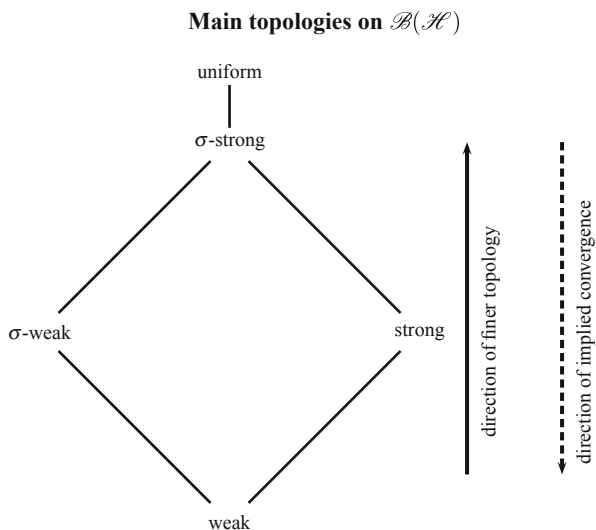 Main topologies on ℬ(ℋ)
uniform
σ-strong
σ-weak
strong
weak
direction of finer topology
direction of implied convergence